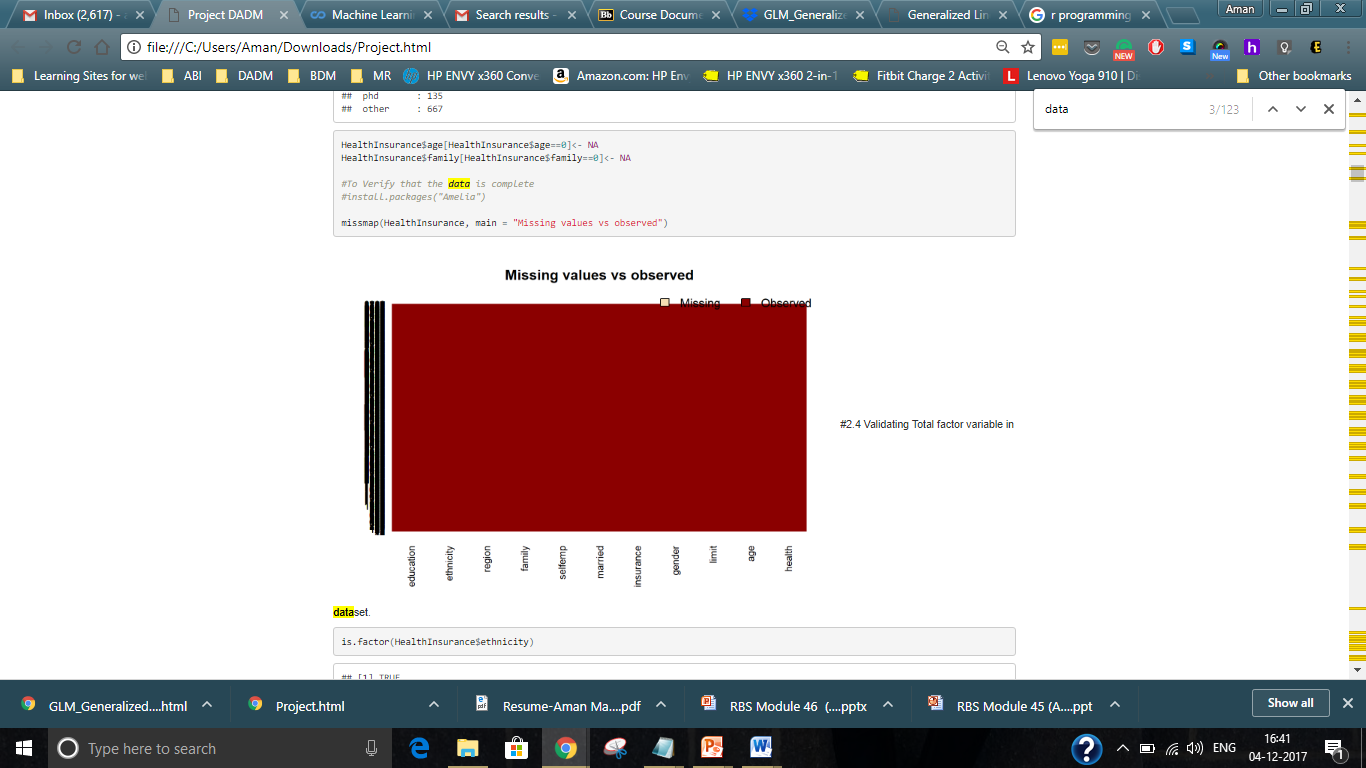 Inbox (2,617) -
Project DADM
Machine Learni
Search results -
Course Docume
GLM_Generalize
Generalized Lin
r programming
Aman
file:///C:/Users/Aman/Downloads/Project.html
NEW
New
NEW
Learning Sites for we
ABI
DADM
BDM
MR
HP ENVY x360 Conve
Amazon.com: HP Env
HP ENVY x360 2-in-1
Fitbit Charge 2 Activit
Lenovo Yoga 910 | Di
Other bookmarks
data
3/123
## phd : 135
## other : 667
HealthInsurance$age[HealthInsurance$age==0]<- NA
HealthInsurance$family[HealthInsurance$family==0]<- NA
#To Verify that the data is complete
#install.packages("Amelia")
missmap(HealthInsurance, main = "Missing values vs observed")
Missing values vs observed
Missing
Observed
#2.4 Validating Total factor variable in
education
ethnicity
region
family
selfemp
married
insurance
gender
limit
age
health
dataset.
is.factor(HealthInsurance$ethnicity)
## [1] TRUE
GLM_Generalized....html
Project.html
Resume-Aman Ma....pdf
RBS Module 46 (....pptx
RBS Module 45 (A....ppt
Show all
Type here to search
ENG
16:41
04-12-2017
1